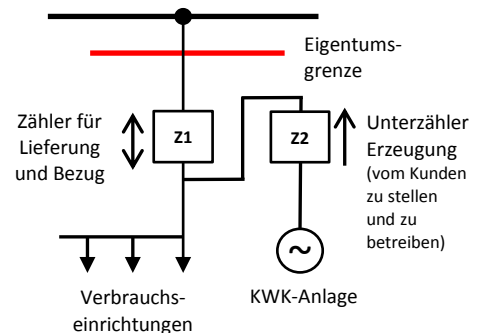 Eigentums-
grenze
Zähler für
Lieferung
und Bezug
Z1
Z2
Unterzähler
Erzeugung
(vom Kunden
zu stellen
und zu
betreiben)
~
Verbrauchs-
einrichtungen
KWK-Anlage